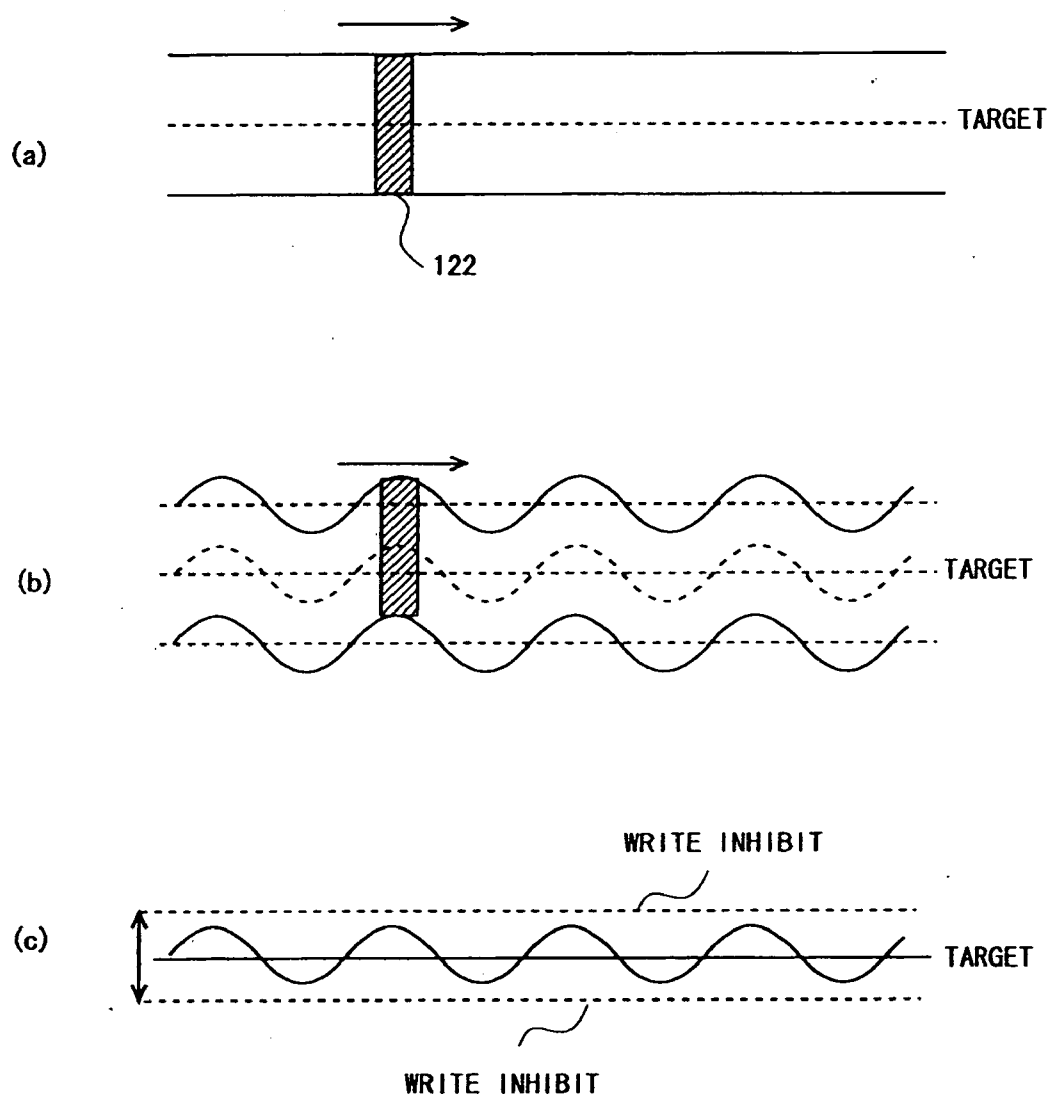 (a)
TARGET
122
(b)
TARGET
WRITE INHIBIT
(c)
TARGET
WRITE INHIBIT